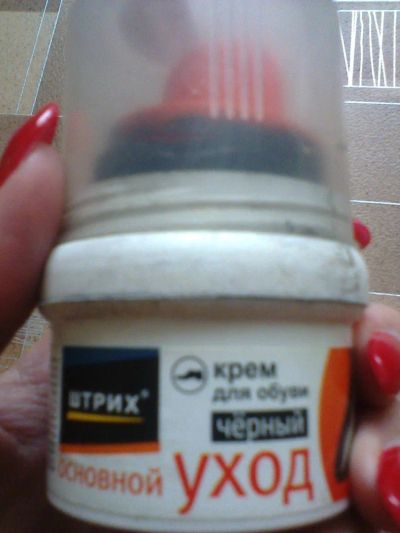 ШТРИХ®
крем
для обуви
чёрный
основной
уход